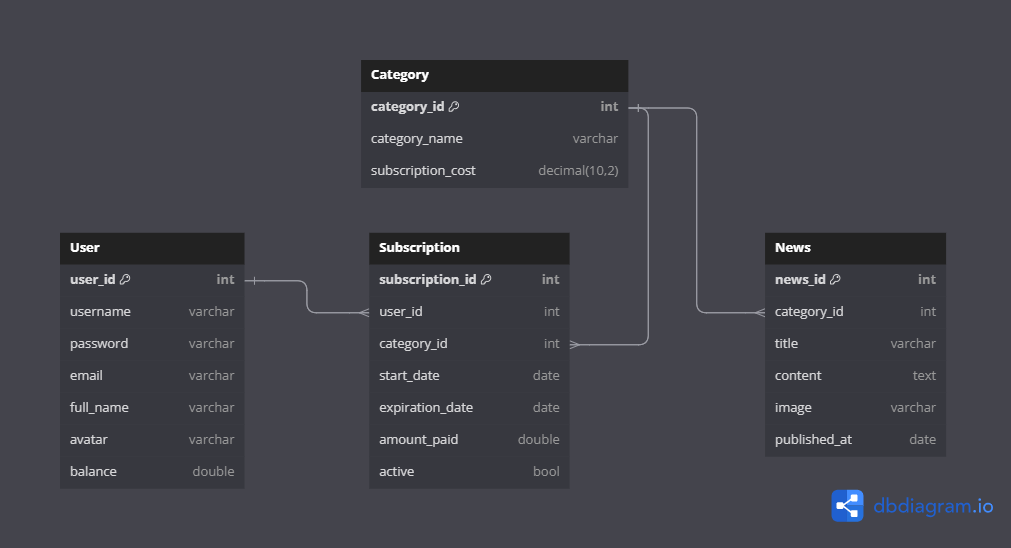 Category
category_id int
category_name varchar
subscription_cost decimal(10,2)
User
user_id int
username varchar
password varchar
email varchar
full_name varchar
avatar varchar
balance double
Subscription
subscription_id int
user_id int
category_id int
start_date date
expiration_date date
amount_paid double
active bool
News
news_id int
category_id int
title varchar
content text
image varchar
published_at date
dbdiagram.io